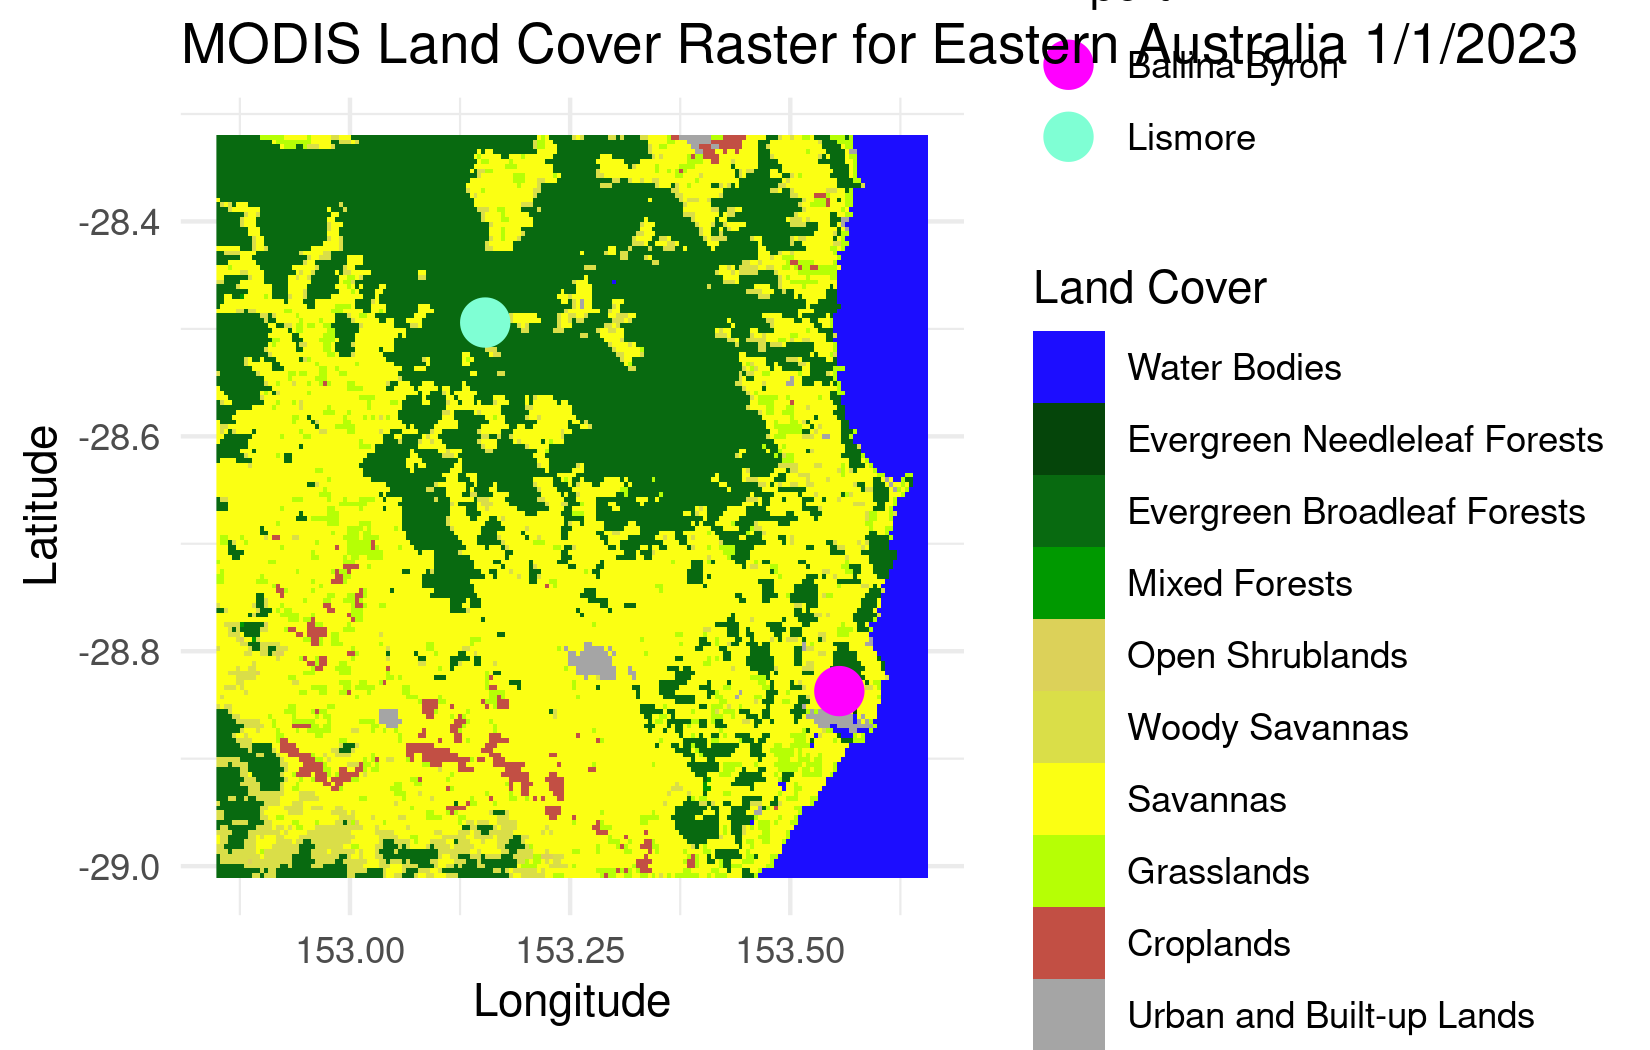 MODIS Land Cover Raster for Eastern Australia 1/1/2023
Ballina Byron
Lismore
Land Cover
Water Bodies
Evergreen Needleleaf Forests
Evergreen Broadleaf Forests
Mixed Forests
Open Shrublands
Woody Savannas
Savannas
Grasslands
Croplands
Urban and Built-up Lands
-28.4
-28.6
-28.8
-29.0
Latitude
153.00
153.25
153.50
Longitude